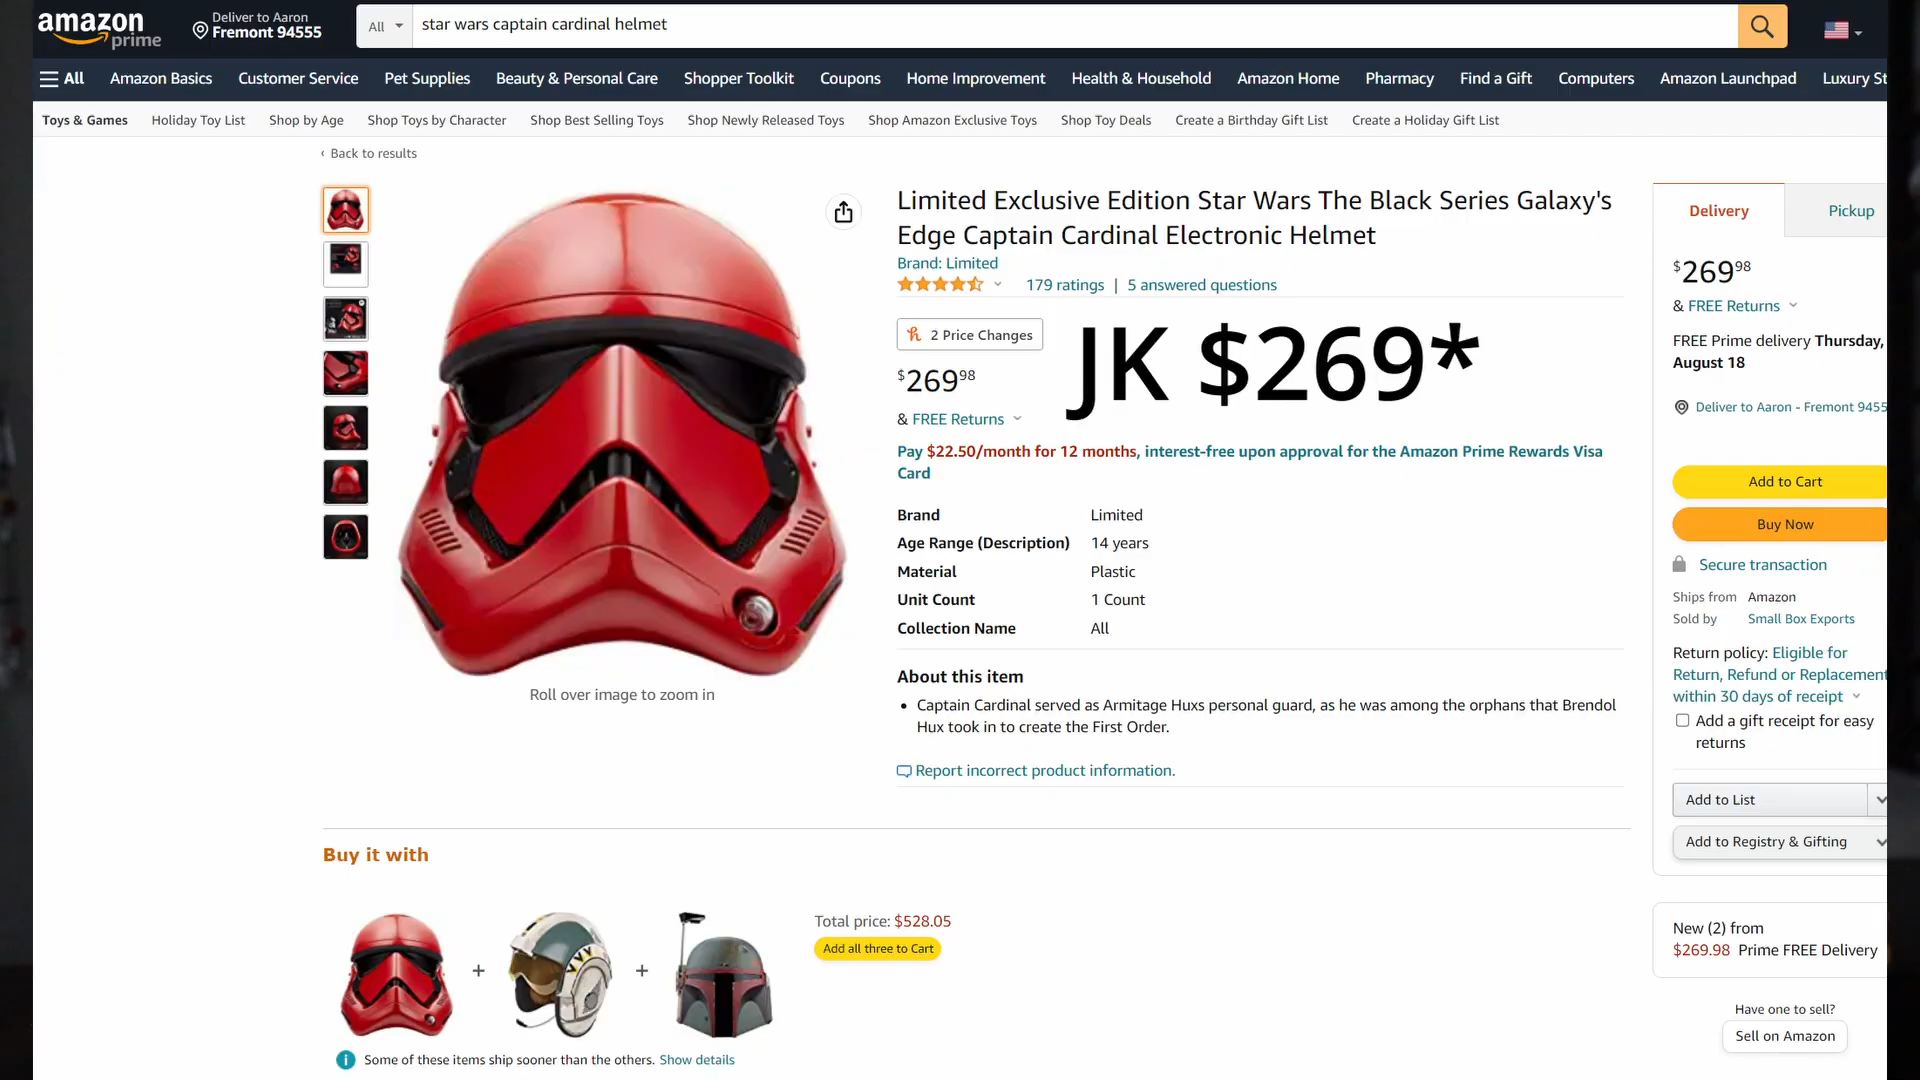 amazon
prime
Deliver to Aaron
Fremont 94555
All
star wars captain cardinal helmet
All
Amazon Basics
Customer Service
Pet Supplies
Beauty & Personal Care
Shopper Toolkit
Coupons
Home Improvement
Health & Household
Amazon Home
Pharmacy
Find a Gift
Computers
Amazon Launchpad
Luxury St
Toys & Games
Holiday Toy List
Shop by Age
Shop Toys by Character
Shop Best Selling Toys
Shop Newly Released Toys
Shop Amazon Exclusive Toys
Shop Toy Deals
Create a Birthday Gift List
Create a Holiday Gift List
‹ Back to results
Roll over image to zoom in
Limited Exclusive Edition Star Wars The Black Series Galaxy's
Edge Captain Cardinal Electronic Helmet
Brand: Limited
179 ratings | 5 answered questions
2 Price Changes
JK $269*
$26998
& FREE Returns
Pay $22.50/month for 12 months, interest-free upon approval for the Amazon Prime Rewards Visa
Card
Brand Limited
Age Range (Description) 14 years
Material Plastic
Unit Count 1 Count
Collection Name All
About this item
• Captain Cardinal served as Armitage Huxs personal guard, as he was among the orphans that Brendol
Hux took in to create the First Order.
Report incorrect product information.
Delivery
Pickup
$26998
& FREE Returns
FREE Prime delivery Thursday,
August 18
Deliver to Aaron - Fremont 9455
Add to Cart
Buy Now
Secure transaction
Ships from Amazon
Sold by Small Box Exports
Return policy: Eligible for
Return, Refund or Replacement
within 30 days of receipt
Add a gift receipt for easy
returns
Add to List
Add to Registry & Gifting
New (2) from
$269.98 Prime FREE Delivery
Have one to sell?
Sell on Amazon
Buy it with
+
+
Total price: $528.05
Add all three to Cart
Some of these items ship sooner than the others. Show details